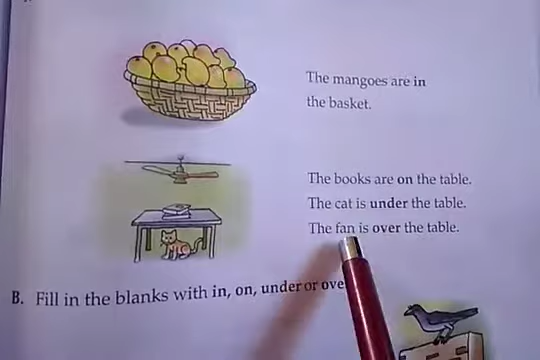 The mangoes are in
the basket.
The books are on the table.
The cat is under the table.
The fan is over the table.
B. Fill in the blanks with in, on, under or ove